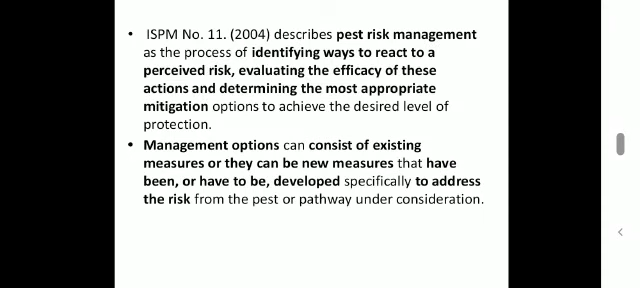 • ISPM No. 11. (2004) describes pest risk management
as the process of identifying ways to react to a
perceived risk, evaluating the efficacy of these
actions and determining the most appropriate
mitigation options to achieve the desired level of
protection.
• Management options can consist of existing
measures or they can be new measures that have
been, or have to be, developed specifically to address
the risk from the pest or pathway under consideration.